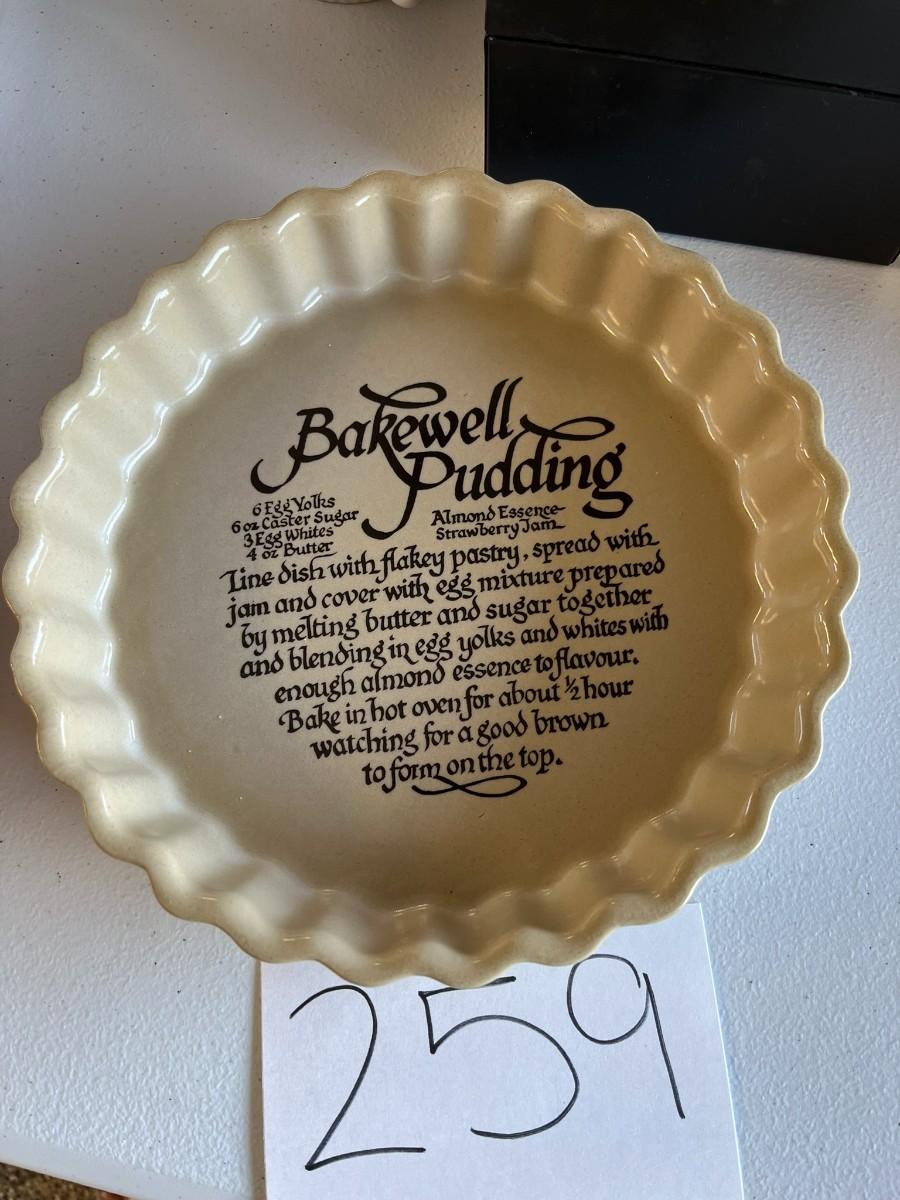 Bakewell
Pudding
6 Egg Yolks
6 oz Caster Sugar
3 Egg Whites
4 oz Butter
Almond Essence
Strawberry Jam
Line dish with flakey pastry, spread with
jam and cover with egg mixture prepared
by melting butter and sugar together
and blending in egg yolks and whites with
enough almond essence to flavour.
Bake in hot oven for about ½ hour
watching for a good brown
to form on the top.
259